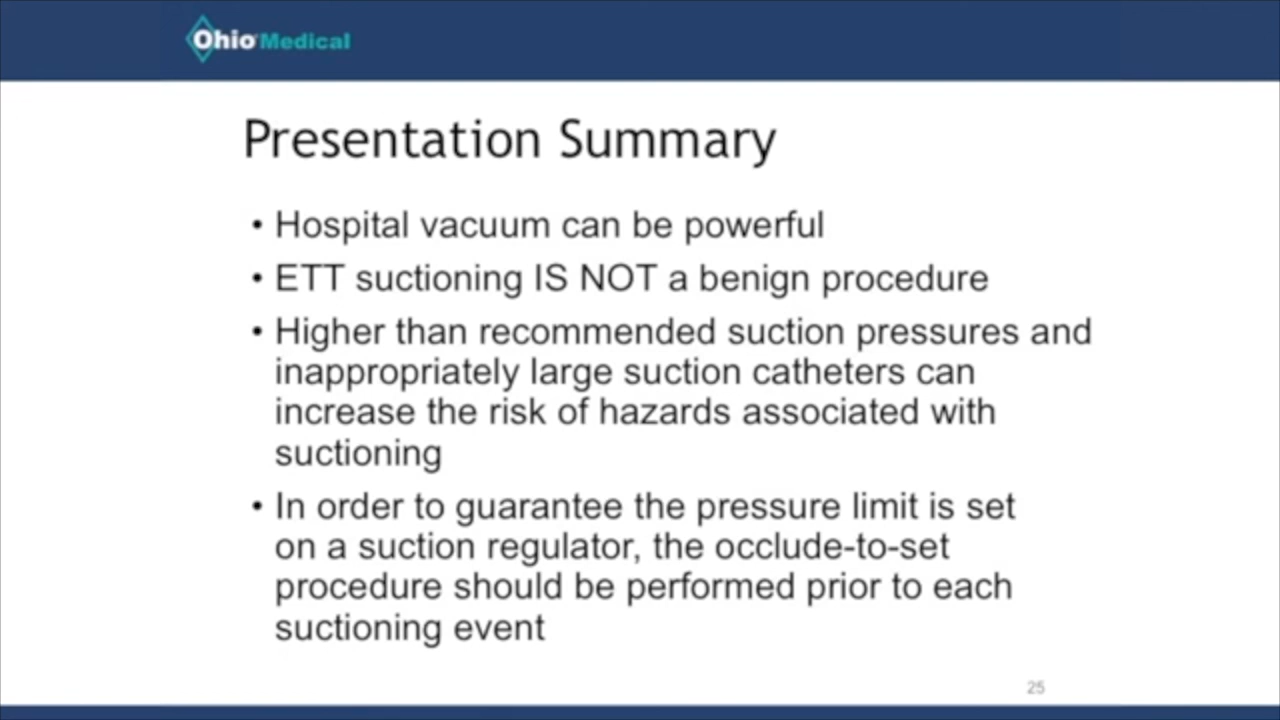 Ohio Medical
Presentation Summary
• Hospital vacuum can be powerful
• ETT suctioning IS NOT a benign procedure
• Higher than recommended suction pressures and
inappropriately large suction catheters can
increase the risk of hazards associated with
suctioning
• In order to guarantee the pressure limit is set
on a suction regulator, the occlude-to-set
procedure should be performed prior to each
suctioning event
25